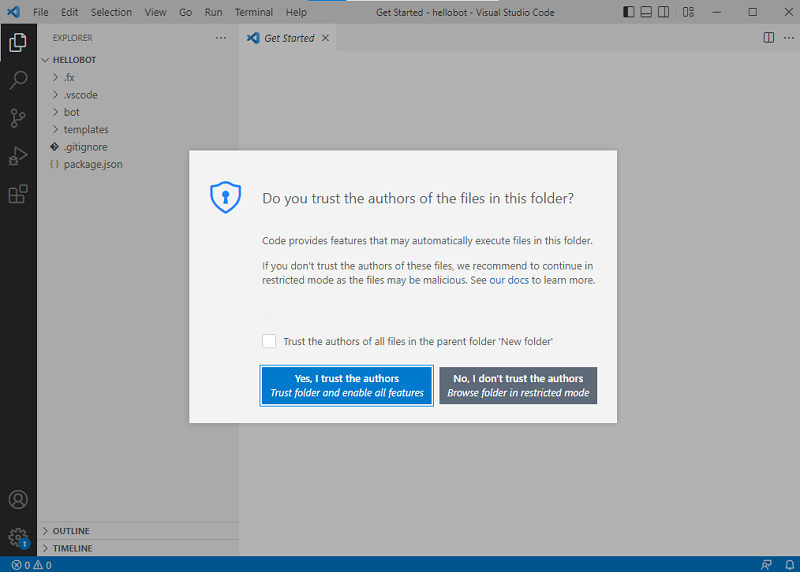 File Edit Selection View Go Run Terminal Help Get Started - hellobot - Visual Studio Code
EXPLORER
Get Started
HELLOBOT
.fx
.vscode
bot
templates
.gitignore
{} package.json
Do you trust the authors of the files in this folder?
Code provides features that may automatically execute files in this folder.
If you don't trust the authors of these files, we recommend to continue in
restricted mode as the files may be malicious. See our docs to learn more.
Trust the authors of all files in the parent folder 'New folder'
Yes, I trust the authors
Trust folder and enable all features
No, I don't trust the authors
Browse folder in restricted mode
OUTLINE
1
TIMELINE
0 0